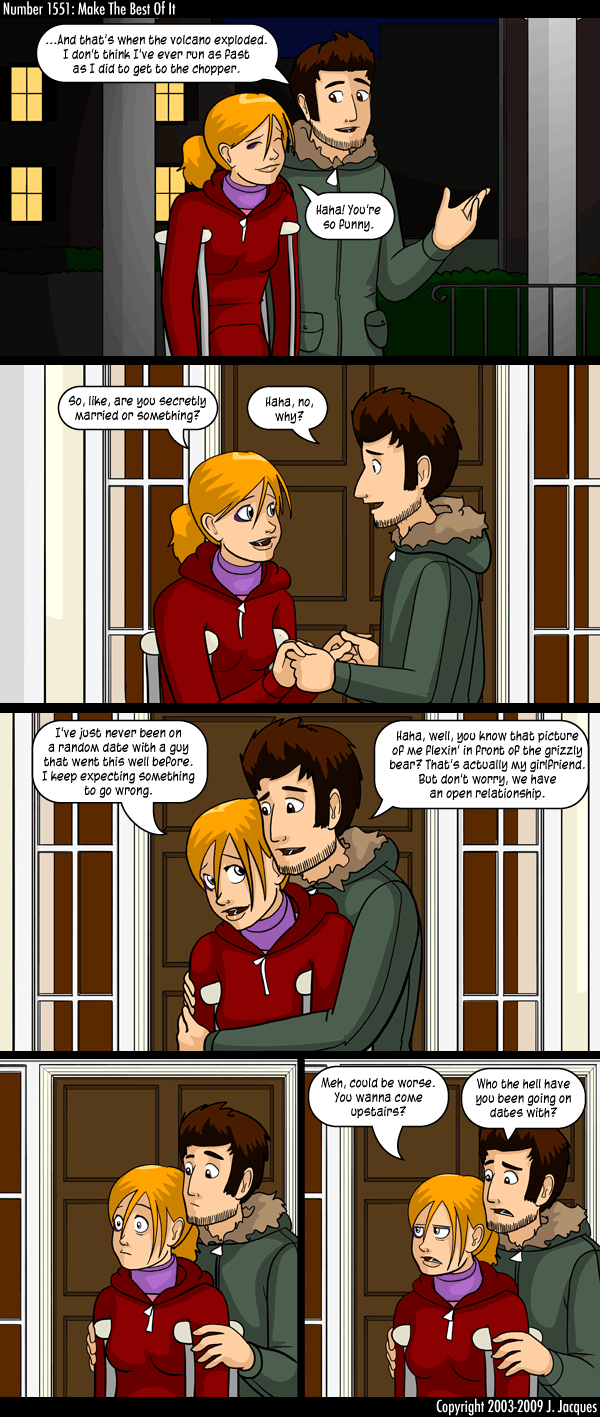 Number 1551: Make The Best Of It
...And that's when the volcano exploded.
I don't think I've ever run as fast
as I did to get to the chopper.
Haha! You're
so funny.
So, like, are you secretly
married or something?
Haha, no,
why?
I've just never been on
a random date with a guy
that went this well before.
I keep expecting something
to go wrong.
Haha, well, you know that picture
of me flexin' in front of the grizzly
bear? That's actually my girlfriend.
But don't worry, we have
an open relationship.
Meh, could be worse.
You wanna come
upstairs?
Who the hell have
you been going on
dates with?
Copyright 2003-2009 J. Jacques